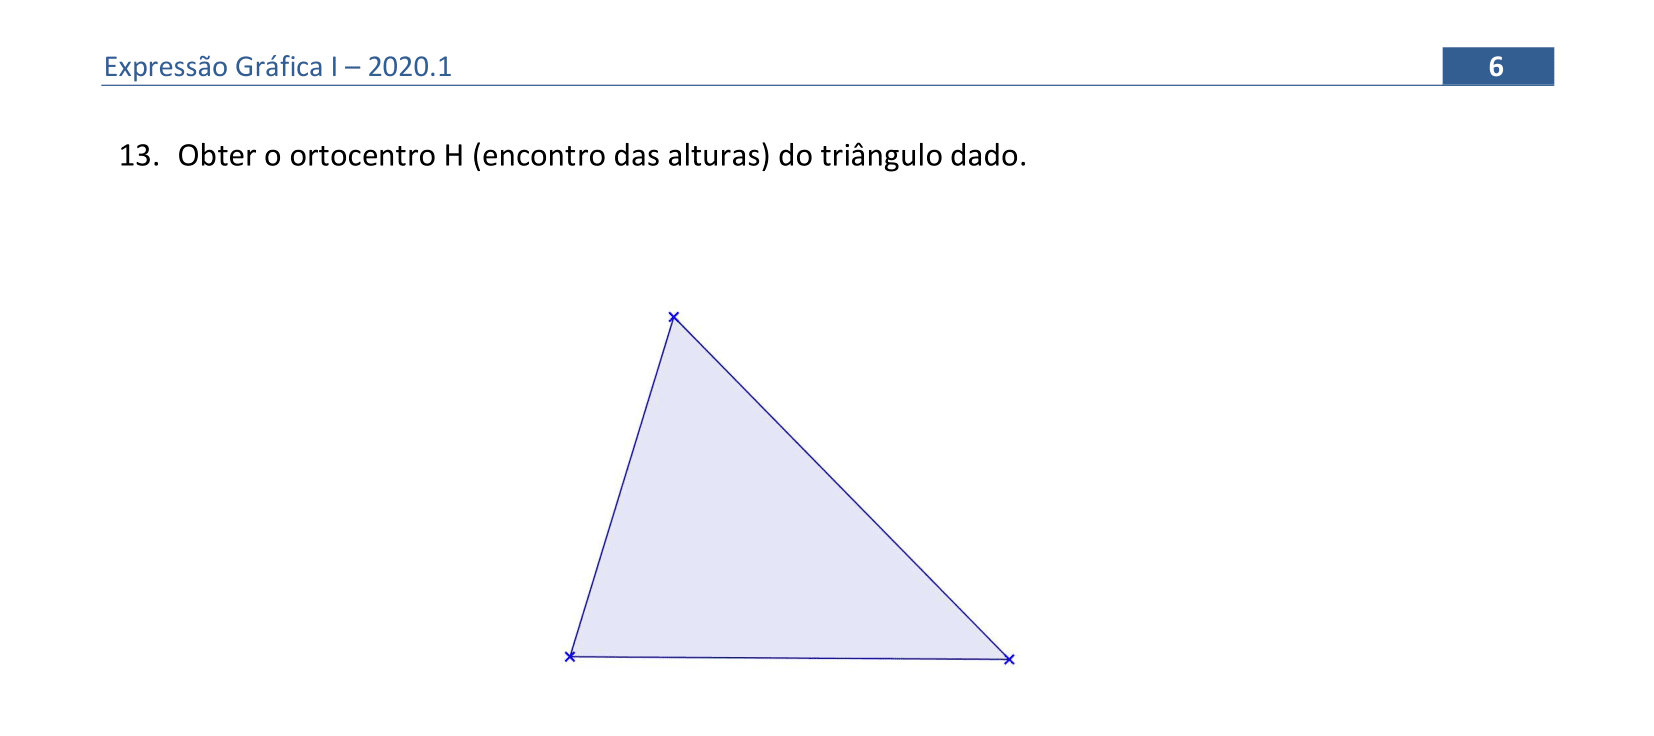 Expressão Gráfica I – 2020.1
6
13. Obter o ortocentro H (encontro das alturas) do triângulo dado.